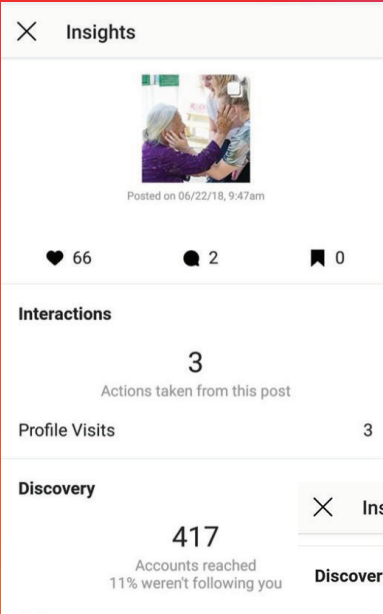 Insights
Posted on 06/22/18, 9:47am
66 2 0
Interactions
3
Actions taken from this post
Profile Visits 3
Discovery
417
Accounts reached
11% weren't following you
Ins
Discover